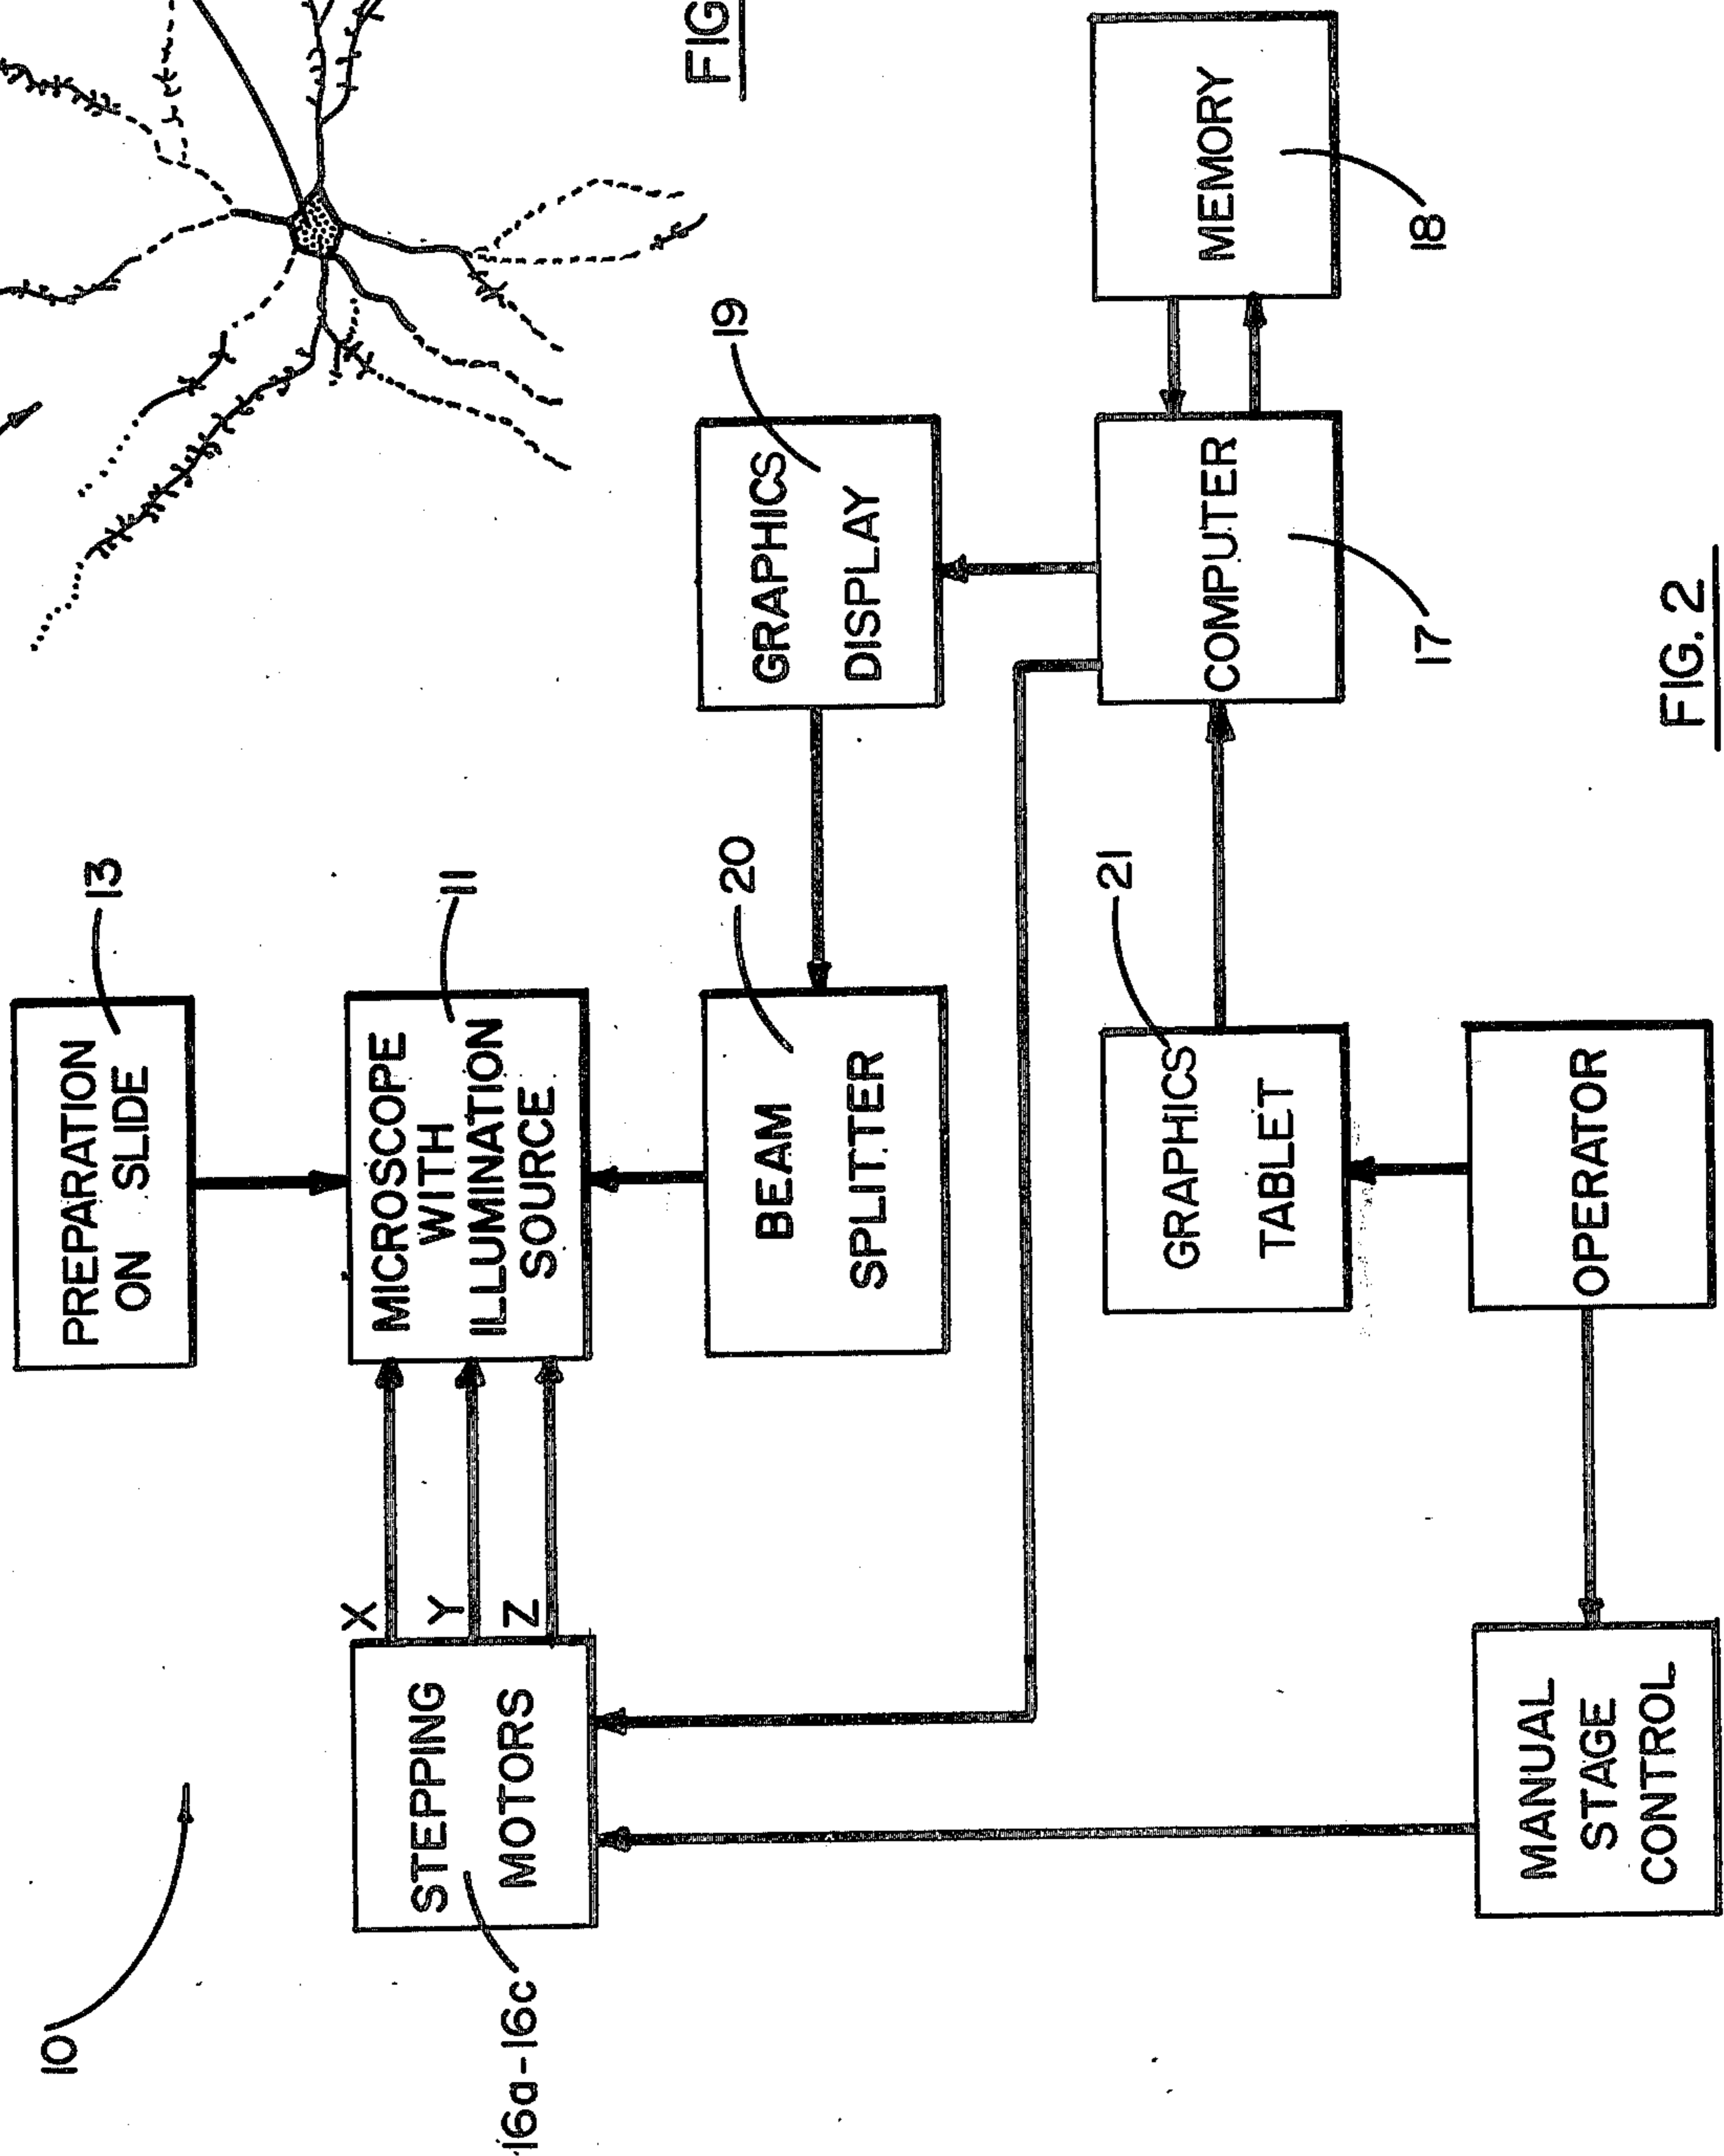 FIG
10
PREPARATION
ON SLIDE
13
16a-16c
STEPPING
MOTORS
X
Y
Z
MICROSCOPE
WITH
ILLUMINATION
SOURCE
11
BEAM
SPLITTER
20
GRAPHICS
DISPLAY
19
GRAPHICS
TABLET
21
COMPUTER
17
MEMORY
18
MANUAL
STAGE
CONTROL
OPERATOR
FIG. 2